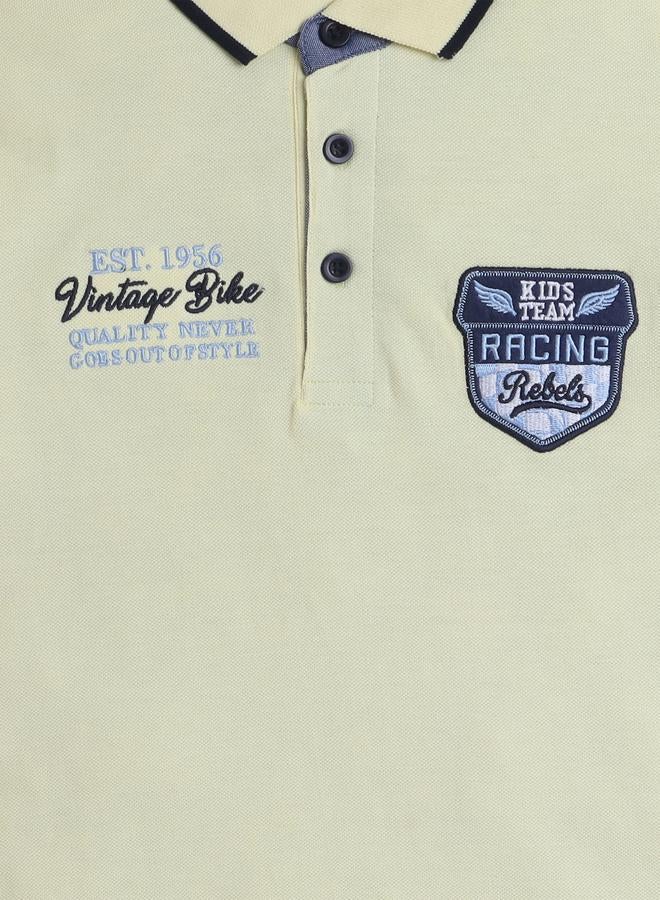 EST. 1956
Vintage Bike
QUALITY NEVER
GOES OUT OF STYLE
KIDS
TEAM
RACING
Rebels